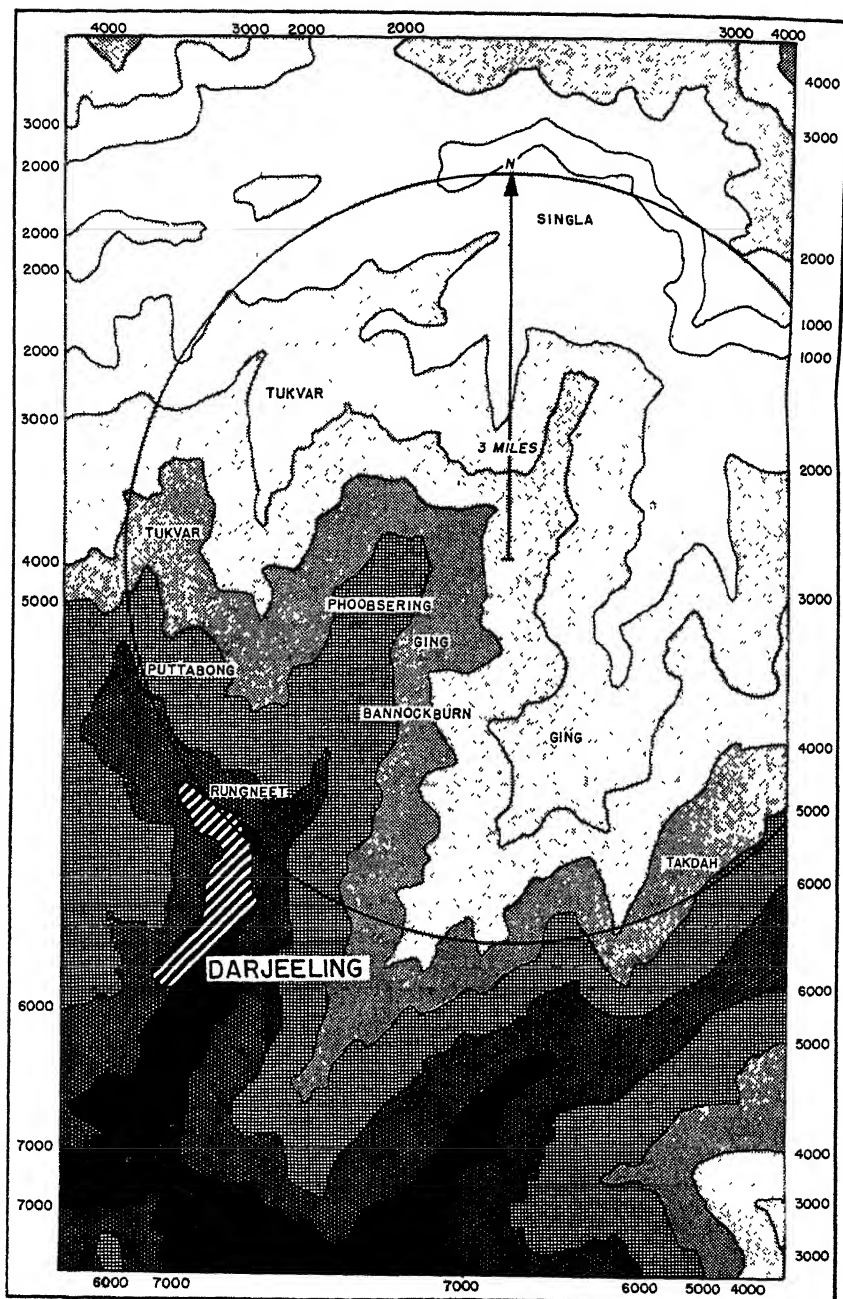 4000 3000 2000 2000 3000 4000
4000
3000
3000
2000
N
SINGLA
2000
2000
2000
1000
2000
1000
TUKVAR
3000
3 MILES
2000
TUKVAR
4000
5000
3000
PHOOBSERING
GING
PUTTABONG
BANNOCKBURN
GING
4000
RUNGNEET
5000
TAKDAH
6000
DARJEELING
6000
6000
5000
7000
4000
7000
3000
3000
6000 7000 7000 6000 5000 4000